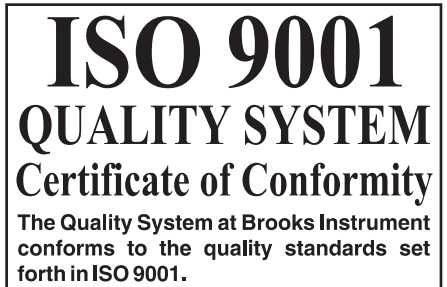 ISO 9001
QUALITY SYSTEM
Certificate of Conformity
The Quality System at Brooks Instrument
conforms to the quality standards set
forth in ISO 9001.